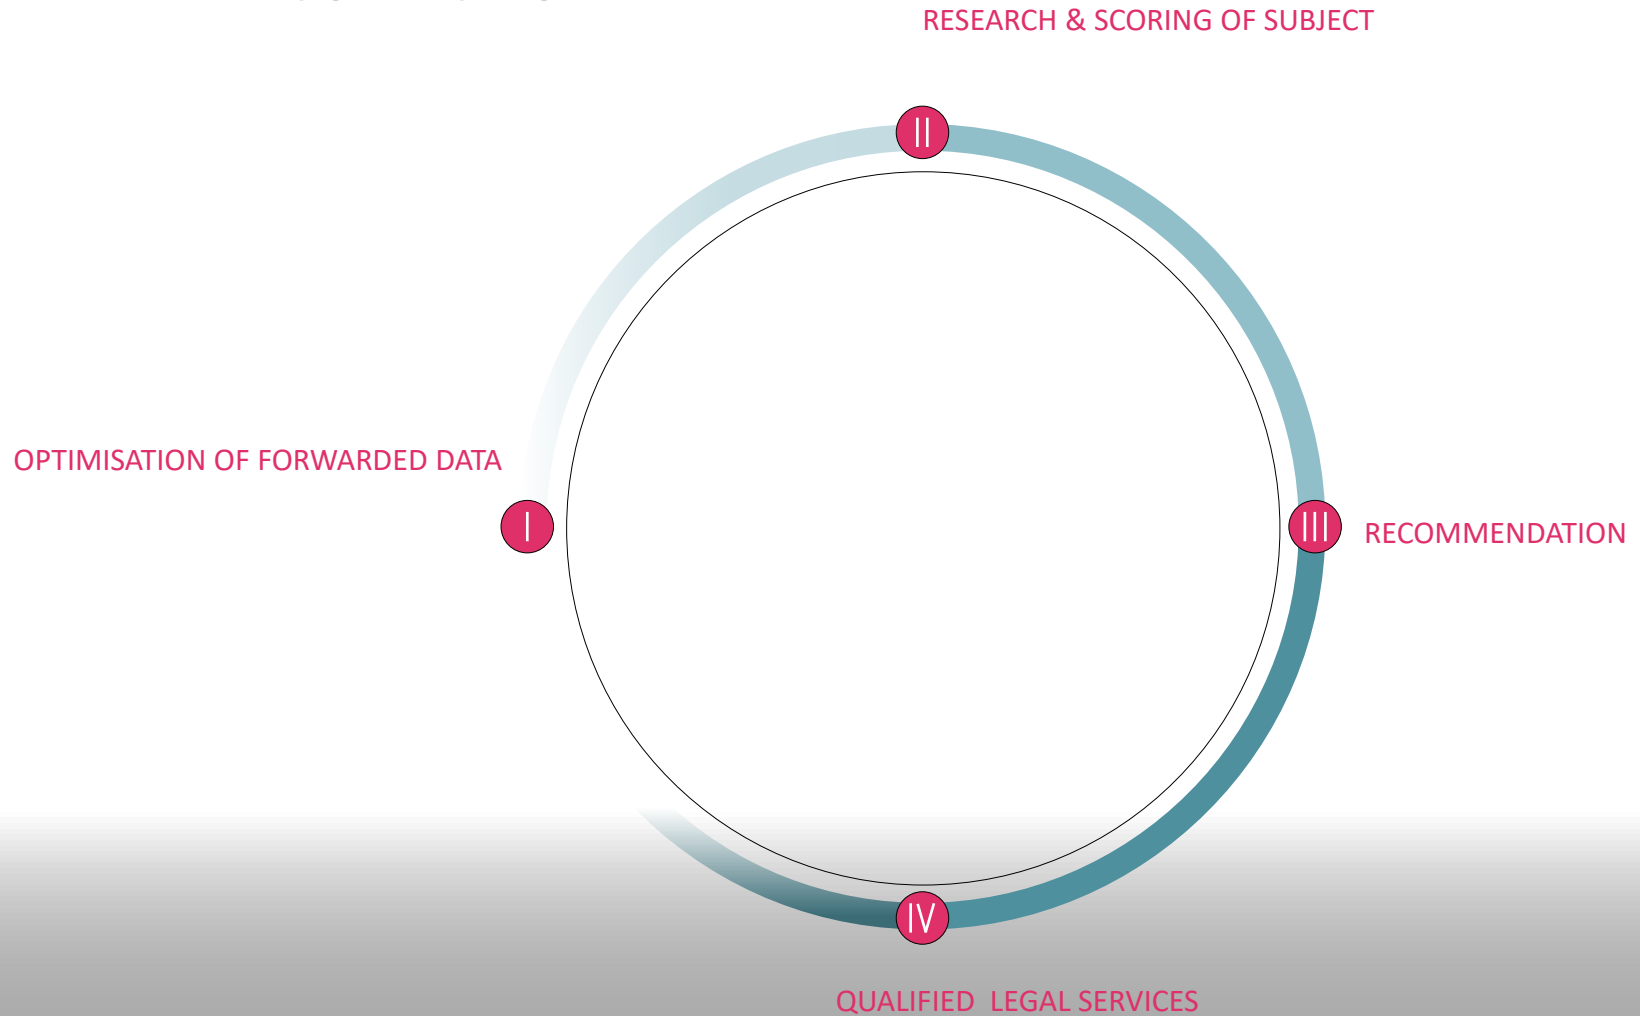 RESEARCH & SCORING OF SUBJECT
II
OPTIMISATION OF FORWARDED DATA
I
III
RECOMMENDATION
IV
QUALIFIED LEGAL SERVICES